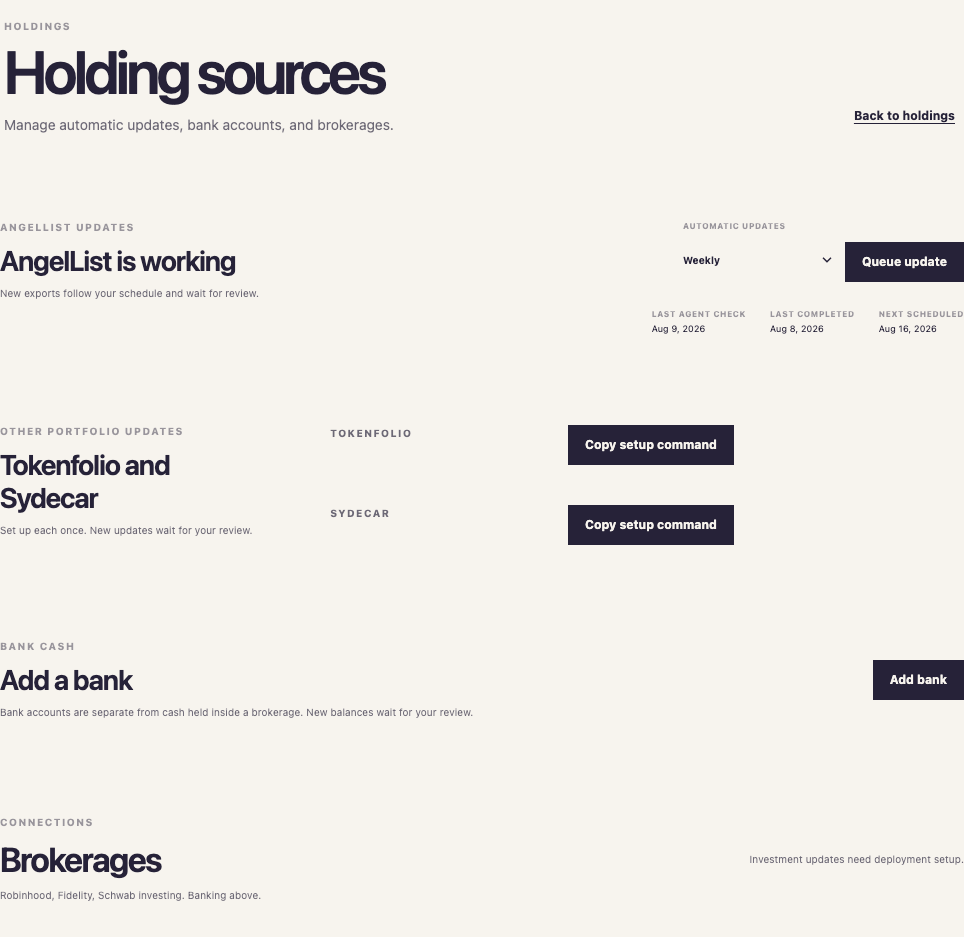 HOLDINGS
Holding sources
Manage automatic updates, bank accounts, and brokerages.
Back to holdings
ANGELLIST UPDATES
AngelList is working
New exports follow your schedule and wait for review.
AUTOMATIC UPDATES
Weekly
Queue update
LAST AGENT CHECK
Aug 9, 2026
LAST COMPLETED
Aug 8, 2026
NEXT SCHEDULED
Aug 16, 2026
OTHER PORTFOLIO UPDATES
Tokenfolio and
Sydecar
Set up each once. New updates wait for your review.
TOKENFOLIO
Copy setup command
SYDECAR
Copy setup command
BANK CASH
Add a bank
Bank accounts are separate from cash held inside a brokerage. New balances wait for your review.
Add bank
CONNECTIONS
Brokerages
Robinhood, Fidelity, Schwab investing. Banking above.
Investment updates need deployment setup.